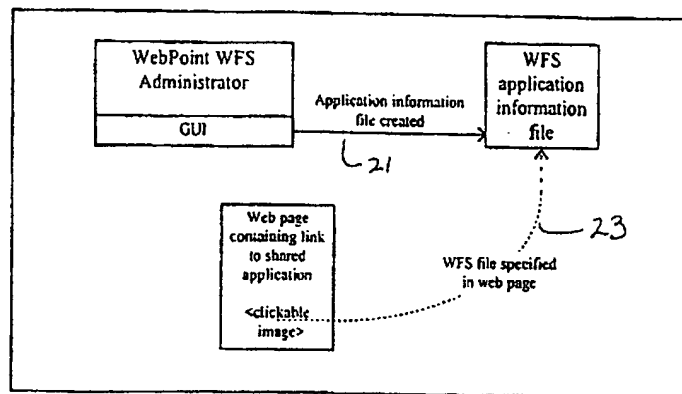 WebPoint WFS
Administrator
GUI
Application information
file created
21
WFS
application
information
file
Web page
containing link
to shared
application
<clickable
image>
23
WFS file specified
in web page